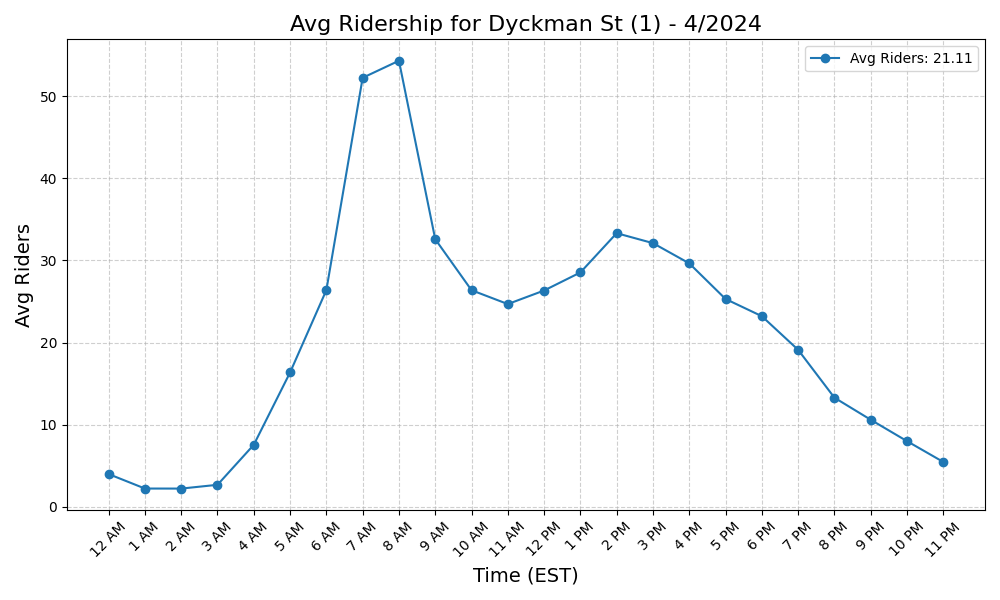 Avg Ridership for Dyckman St (1) - 4/2024
Avg Riders: 21.11
Avg Riders
50
40
30
20
10
0
12 AM
1 AM
2 AM
3 AM
4 AM
5 AM
6 AM
7 AM
8 AM
9 AM
10 AM
11 AM
12 PM
1 PM
2 PM
3 PM
4 PM
5 PM
6 PM
7 PM
8 PM
9 PM
10 PM
11 PM
Time (EST)